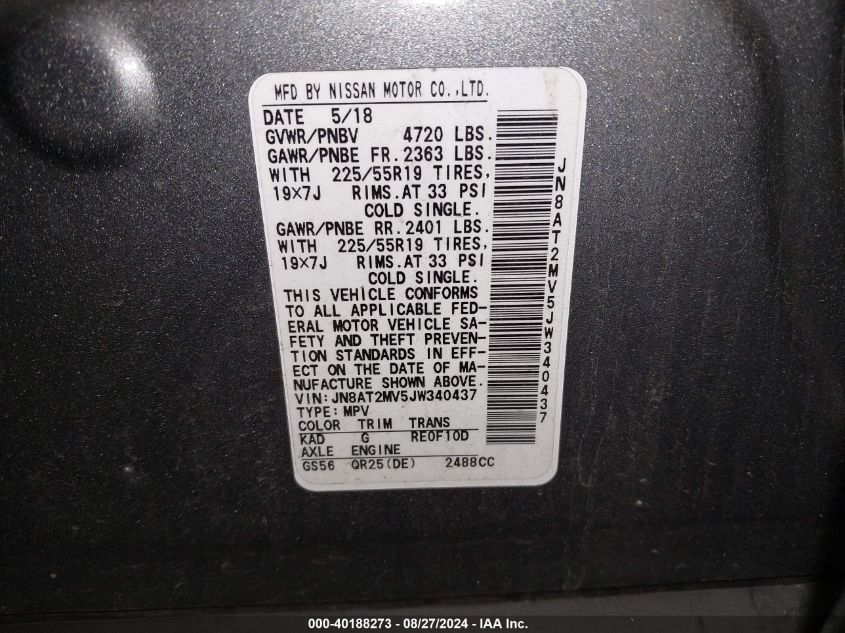 MFD BY NISSAN MOTOR CO.,LTD.
DATE 5/18
GVWR/PNBV 4720 LBS.
GAWR/PNBE FR.2363 LBS.
WITH 225/55R19 TIRES,
19×7J RIMS.AT 33 PSI
COLD SINGLE.
GAWR/PNBE RR.2401 LBS.
WITH 225/55R19 TIRES,
19×7J RIMS.AT 33 PSI
COLD SINGLE.
THIS VEHICLE CONFORMS
TO ALL APPLICABLE FED-
ERAL MOTOR VEHICLE SA-
FETY AND THEFT PREVEN-
TION STANDARDS IN EFF-
ECT ON THE DATE OF MA-
NUFACTURE SHOWN ABOVE.
VIN:JN8AT2MV5JW340437
TYPE:MPV
COLOR TRIM TRANS
KAD G RE0F10D
AXLE ENGINE
GS56 QR25(DE) 2488CC
JN8AT2MV5JW340437
000-40188273 - 08/27/2024 - IAA Inc.